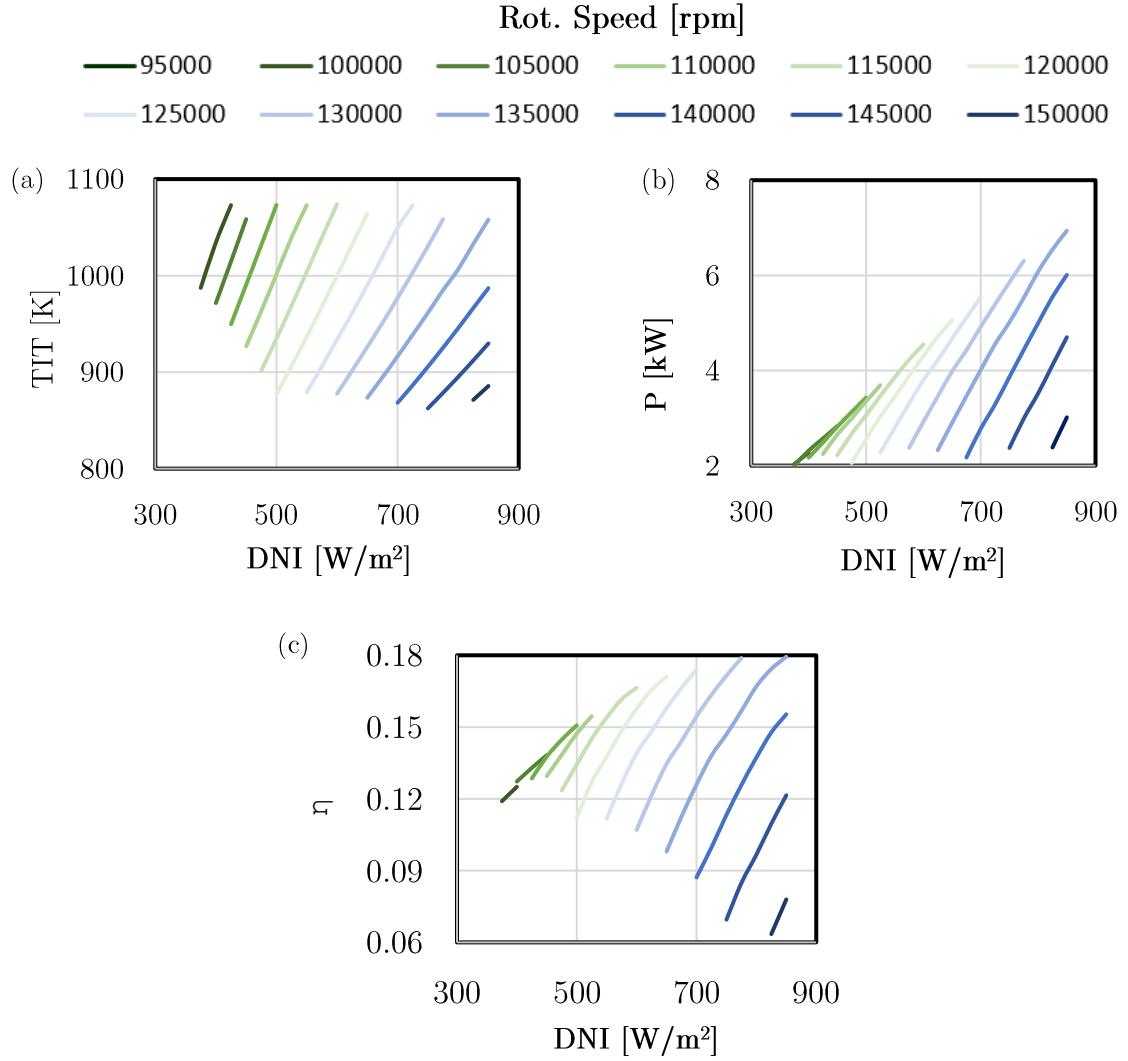 Rot. Speed [rpm]
95000 100000 105000 110000 115000 120000
125000 130000 135000 140000 145000 150000
(a)
1100
1000
900
800
TIT [K]
300 500 700 900
DNI [W/m²]
(b)
8
6
4
2
P [kW]
300 500 700 900
DNI [W/m²]
(c)
0.18
0.15
0.12
0.09
0.06
η
300 500 700 900
DNI [W/m²]